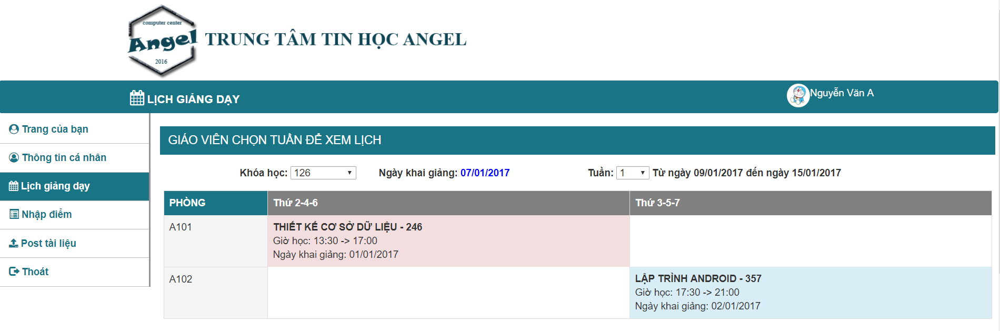 computer center
Angel
2016
TRUNG TÂM TIN HỌC ANGEL
LỊCH GIẢNG DẠY
Nguyễn Văn A
Trang của bạn
Thông tin cá nhân
Lịch giảng dạy
Nhập điểm
Post tài liệu
Thoát
GIÁO VIÊN CHỌN TUẦN ĐỂ XEM LỊCH
Khóa học: 126 Ngày khai giảng: 07/01/2017 Tuần: 1 Từ ngày 09/01/2017 đến ngày 15/01/2017
PHÒNG Thứ 2-4-6 Thứ 3-5-7
A101
THIẾT KẾ CƠ SỞ DỮ LIỆU - 246
Giờ học: 13:30 -> 17:00
Ngày khai giảng: 01/01/2017
A102
LẬP TRÌNH ANDROID - 357
Giờ học: 17:30 -> 21:00
Ngày khai giảng: 02/01/2017